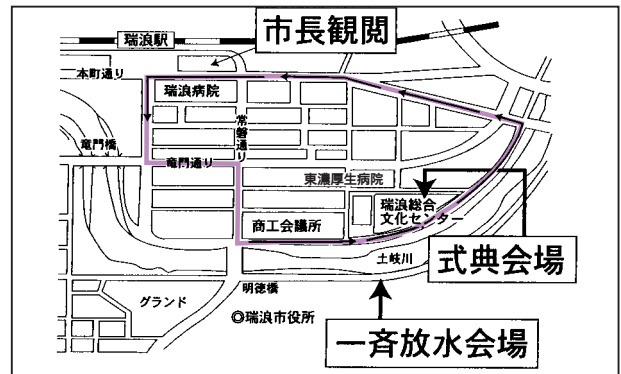 市長観閲
瑞浪駅
本町通り
瑞浪病院
常磐通り
竜門橋
竜門通り
東濃厚生病院
瑞浪総合
文化センター
商工会議所
土岐川
式典会場
明徳橋
グランド
◎瑞浪市役所
一斉放水会場